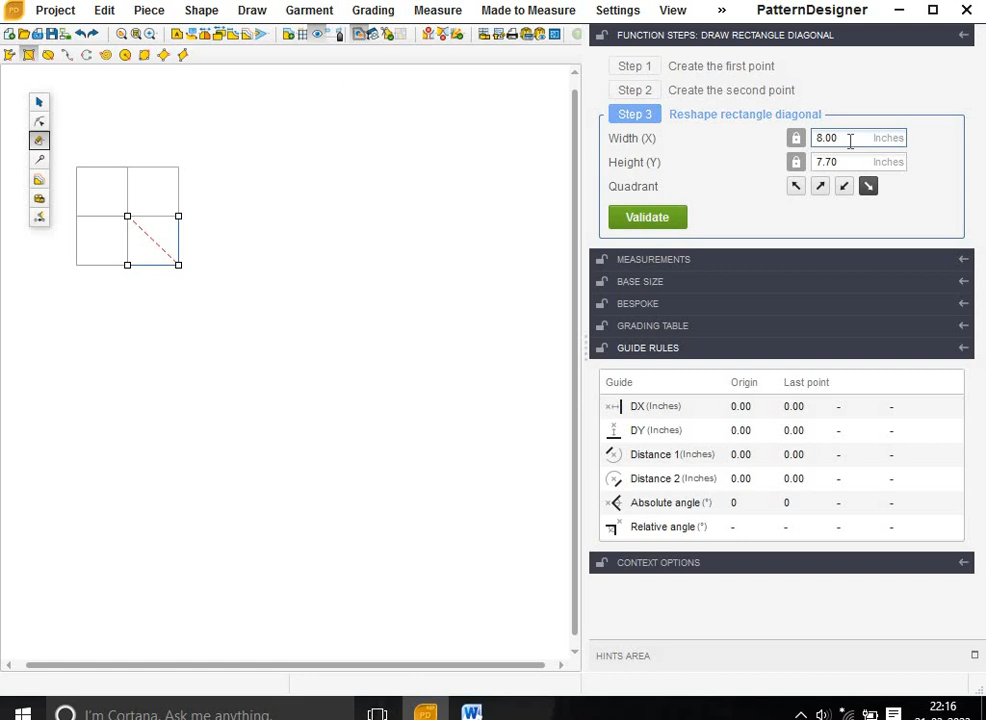 PD Project Edit Piece Shape Draw Garment Grading Measure Made to Measure Settings View » PatternDesigner
FUNCTION STEPS: DRAW RECTANGLE DIAGONAL
Step 1 Create the first point
Step 2 Create the second point
Step 3 Reshape rectangle diagonal
Width (X) 8.00 Inches
Height (Y) 7.70 Inches
Quadrant
Validate
MEASUREMENTS
BASE SIZE
BESPOKE
GRADING TABLE
GUIDE RULES
Guide Origin Last point
DX (Inches) 0.00 0.00 - -
DY (Inches) 0.00 0.00 - -
Distance 1(Inches) 0.00 0.00 - -
Distance 2 (Inches) 0.00 0.00 - -
Absolute angle (°) 0 0 - -
Relative angle (°) - - - -
CONTEXT OPTIONS
HINTS AREA
I'm Cortana. Ask me anything. PD W 22:16